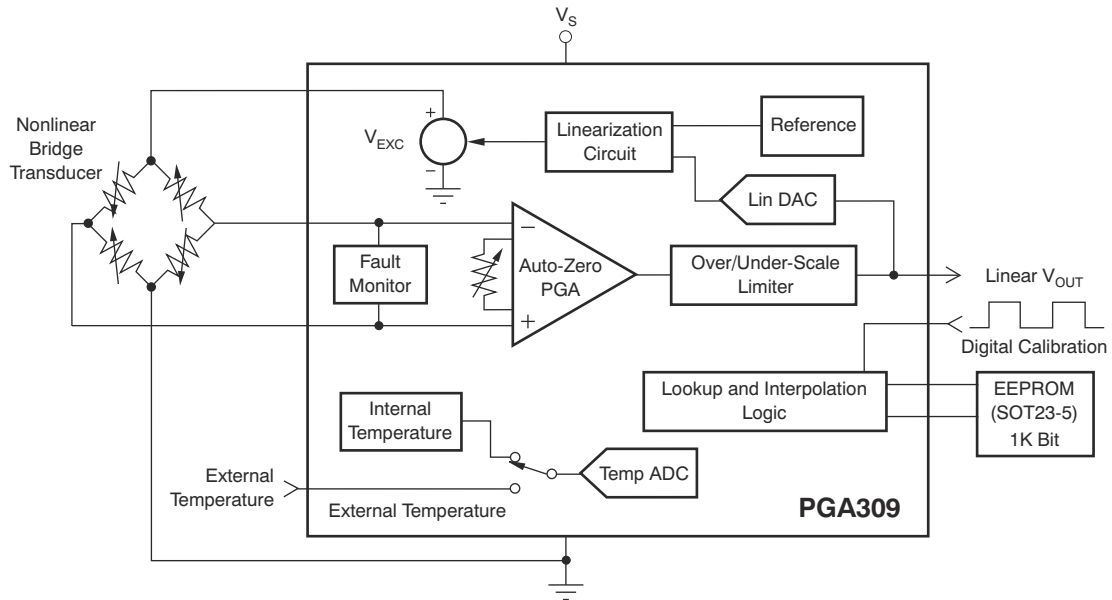 V_S
Nonlinear
Bridge
Transducer
+
V_EXC
−
Linearization
Circuit
Reference
Lin DAC
Fault
Monitor
−
Auto-Zero
PGA
+
Over/Under-Scale
Limiter
Linear V_OUT
Digital Calibration
Lookup and Interpolation
Logic
EEPROM
(SOT23-5)
1K Bit
Internal
Temperature
External
Temperature
External Temperature
Temp ADC
PGA309